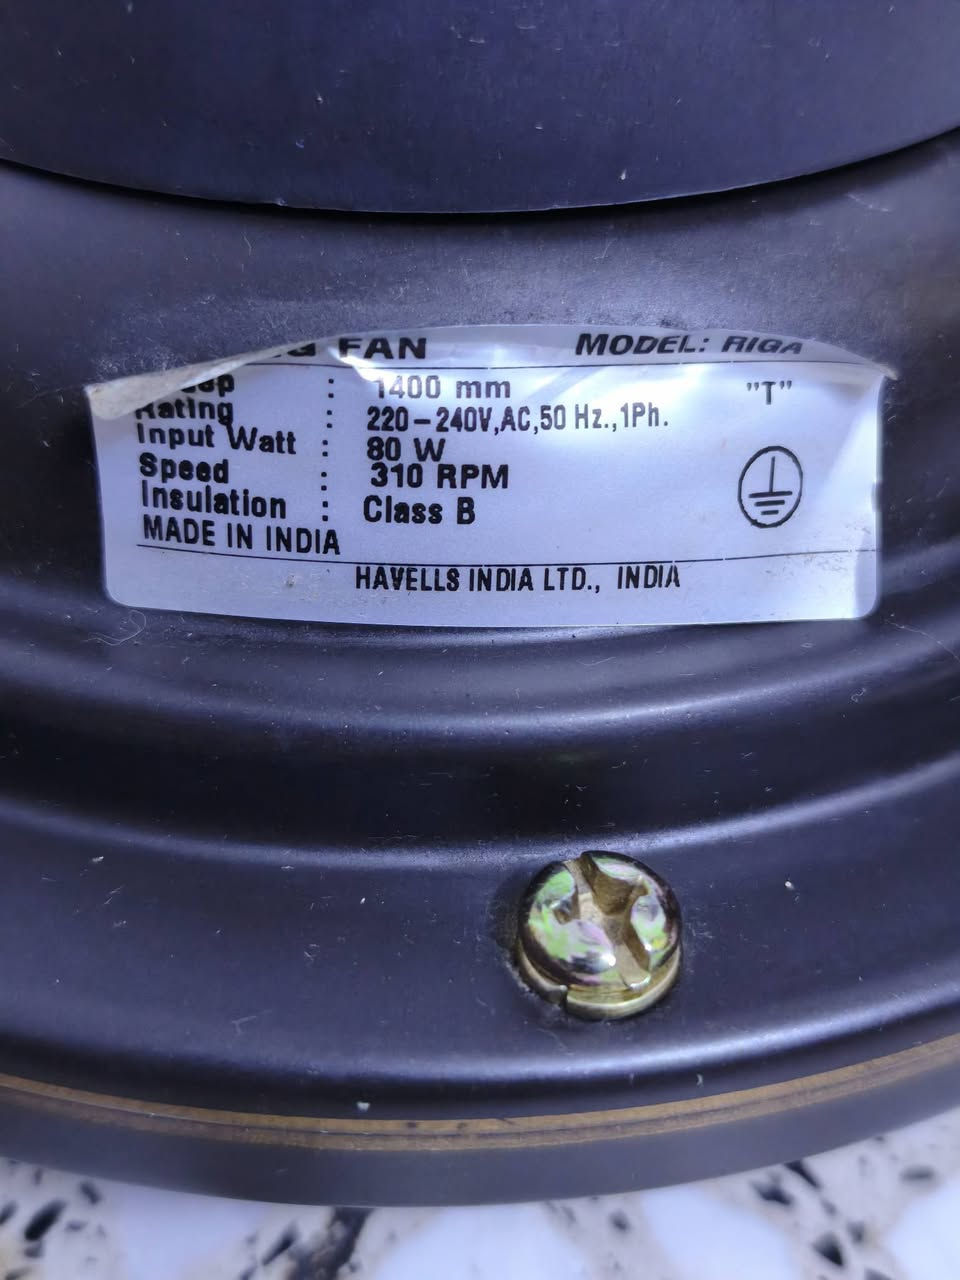 FAN MODEL: RIGA
: 1400 mm "T"
Rating : 220-240V,AC,50 Hz.,1Ph.
Input Watt : 80 W
Speed : 310 RPM
Insulation : Class B
MADE IN INDIA
HAVELLS INDIA LTD., INDIA